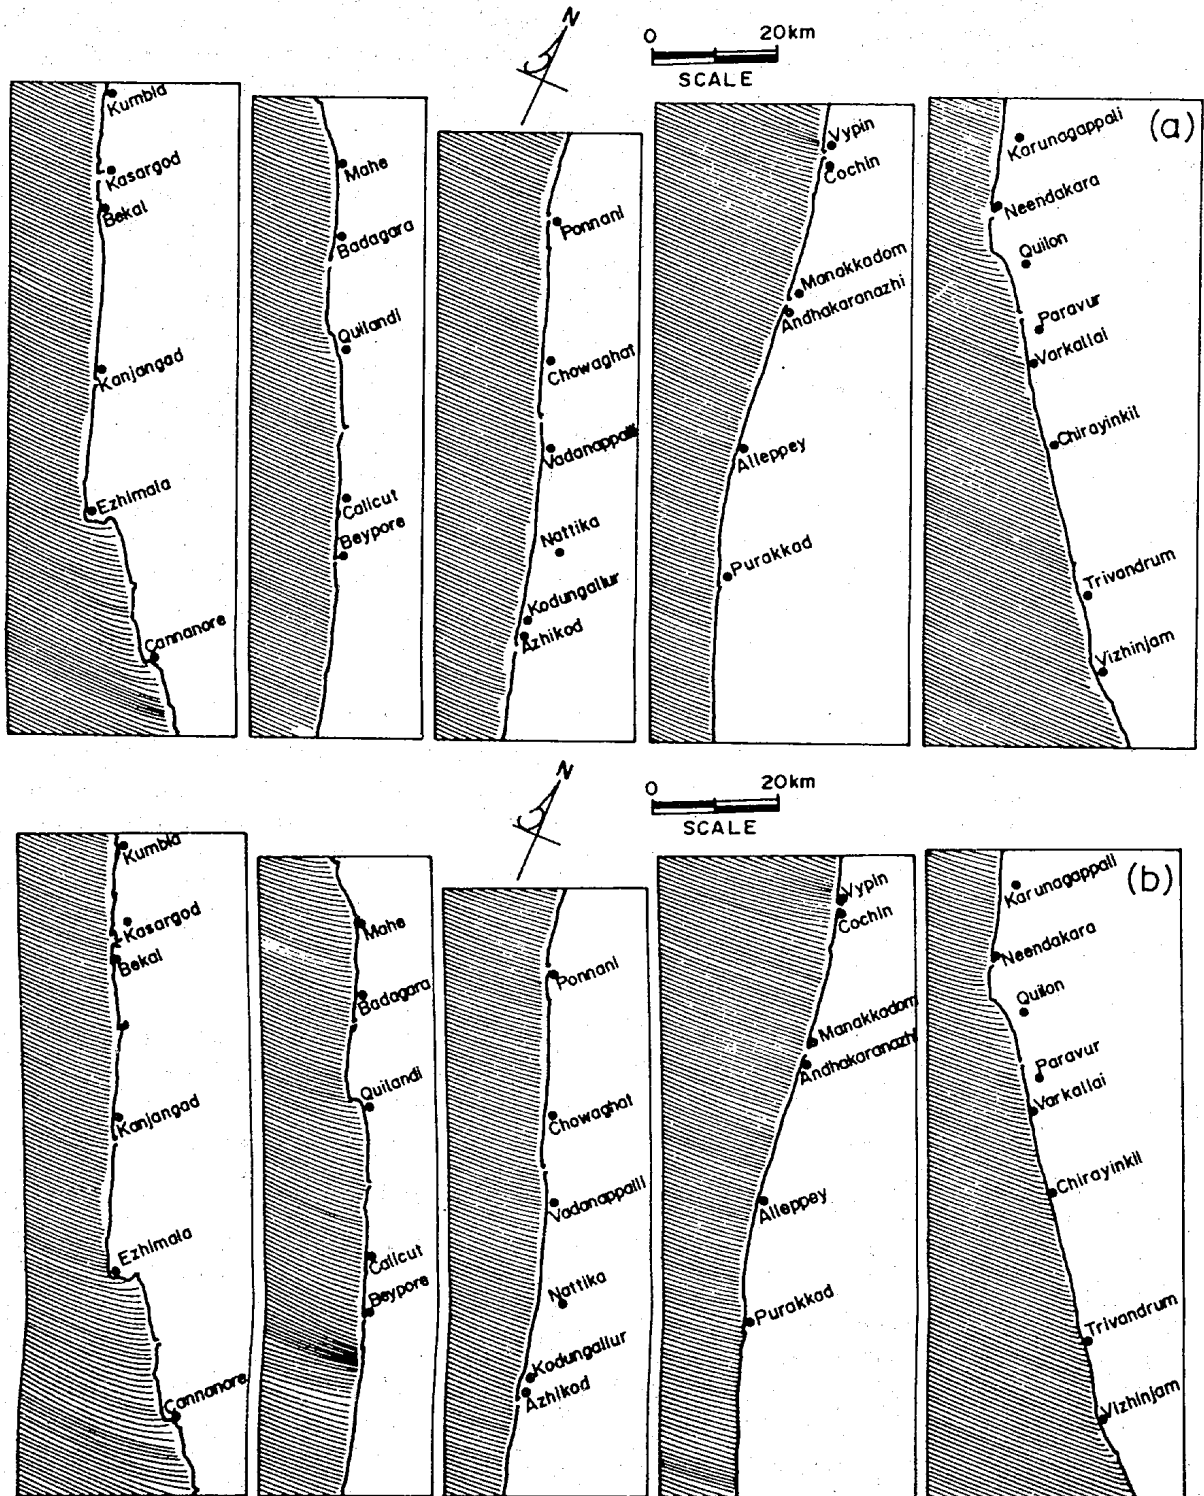 N
0 20km
SCALE
(a)
Kumbla
Kasargod
Bekal
Kanjangad
Ezhimala
Cannanore
Mahe
Badagara
Quilandi
Calicut
Beypore
Ponnani
Chowaghat
Vadanappalli
Nattika
Kodungallur
Azhikod
Vypin
Cochin
Manakkadom
Andhakaranazhi
Alleppey
Purakkad
Karunagappali
Neendakara
Quilon
Paravur
Varkallai
Chirayinkil
Trivandrum
Vizhinjam
N
0 20km
SCALE
(b)
Kumbla
Kasargod
Bekal
Kanjangad
Ezhimala
Cannanore
Mahe
Badagara
Quilandi
Calicut
Beypore
Ponnani
Chowaghat
Vadanappalli
Nattika
Kodungallur
Azhikod
Vypin
Cochin
Manakkadom
Andhakaranazhi
Alleppey
Purakkad
Karunagappali
Neendakara
Quilon
Paravur
Varkallai
Chirayinkil
Trivandrum
Vizhinjam